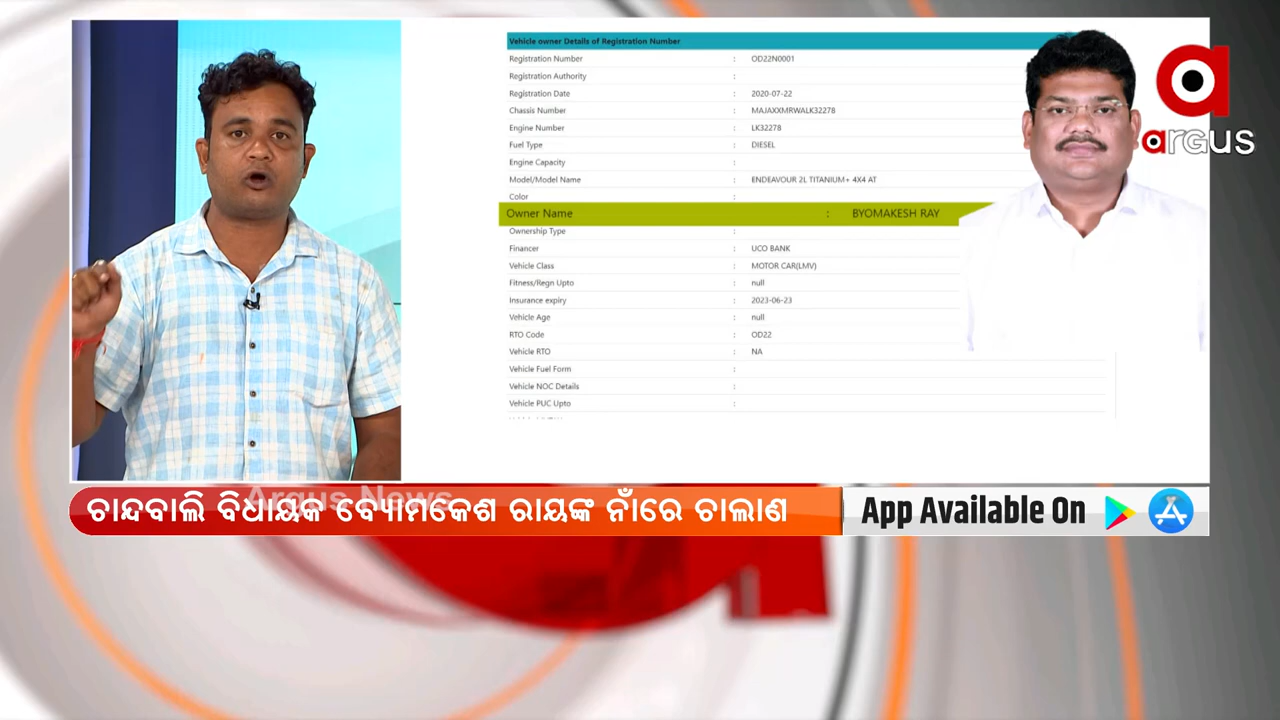 Vehicle owner Details of Registration Number
Registration Number : OD22N0001
Registration Authority :
Registration Date : 2020-07-22
Chassis Number : MAJAXXMRWALK32278
Engine Number : LK32278
Fuel Type : DIESEL
Engine Capacity :
Model/Model Name : ENDEAVOUR 2L TITANIUM+ 4X4 AT
Color :
Owner Name : BYOMAKESH RAY
Ownership Type :
Financer : UCO BANK
Vehicle Class : MOTOR CAR(LMV)
Fitness/Regn Upto : null
Insurance expiry : 2023-06-23
Vehicle Age : null
RTO Code : OD22
Vehicle RTO : NA
Vehicle Fuel Form :
Vehicle NOC Details :
Vehicle PUC Upto :
argus
Argus News
ଚାନ୍ଦବାଲି ବିଧାୟକ ବ୍ୟୋମକେଶ ରାୟଙ୍କ ନାଁରେ ଚାଲାଣ
App Available On